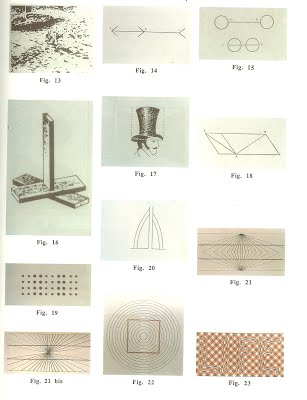 Fig. 13
Fig. 14
Fig. 15
Fig. 16
Fig. 17
Fig. 18
Fig. 19
Fig. 20
Fig. 21
Fig. 21 bis
Fig. 22
Fig. 23